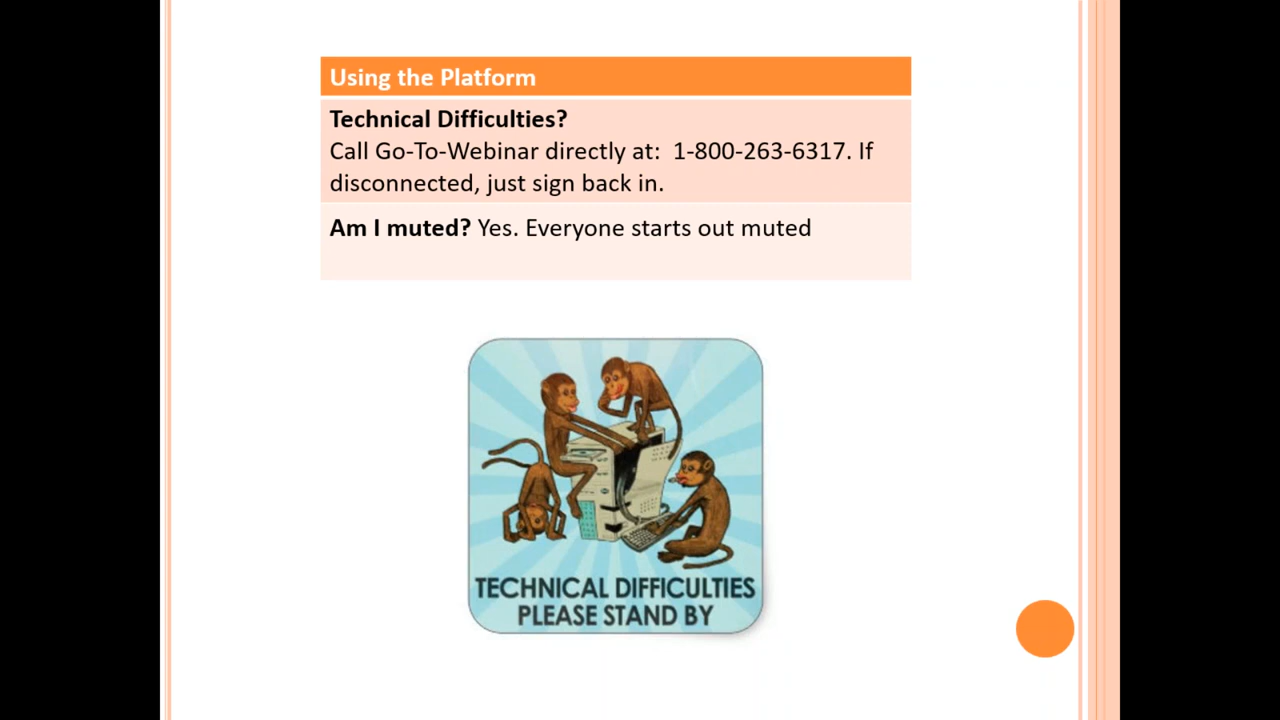 Using the Platform
Technical Difficulties?
Call Go-To-Webinar directly at:  1-800-263-6317. If
disconnected, just sign back in.
Am I muted? Yes. Everyone starts out muted
TECHNICAL DIFFICULTIES
PLEASE STAND BY